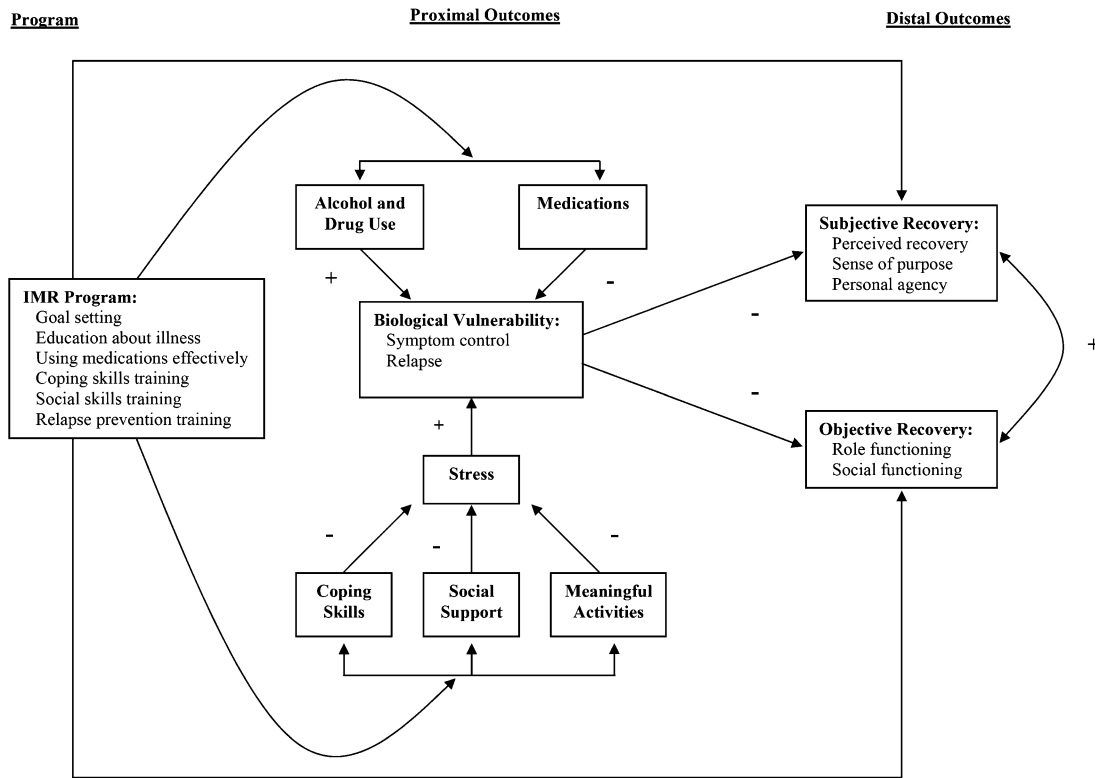 Program
Proximal Outcomes
Distal Outcomes
Alcohol and
Drug Use
Medications
Subjective Recovery:
Perceived recovery
Sense of purpose
Personal agency
+
-
IMR Program:
Goal setting
Education about illness
Using medications effectively
Coping skills training
Social skills training
Relapse prevention training
Biological Vulnerability:
Symptom control
Relapse
-
+
-
+
Objective Recovery:
Role functioning
Social functioning
Stress
-
-
-
Coping
Skills
Social
Support
Meaningful
Activities